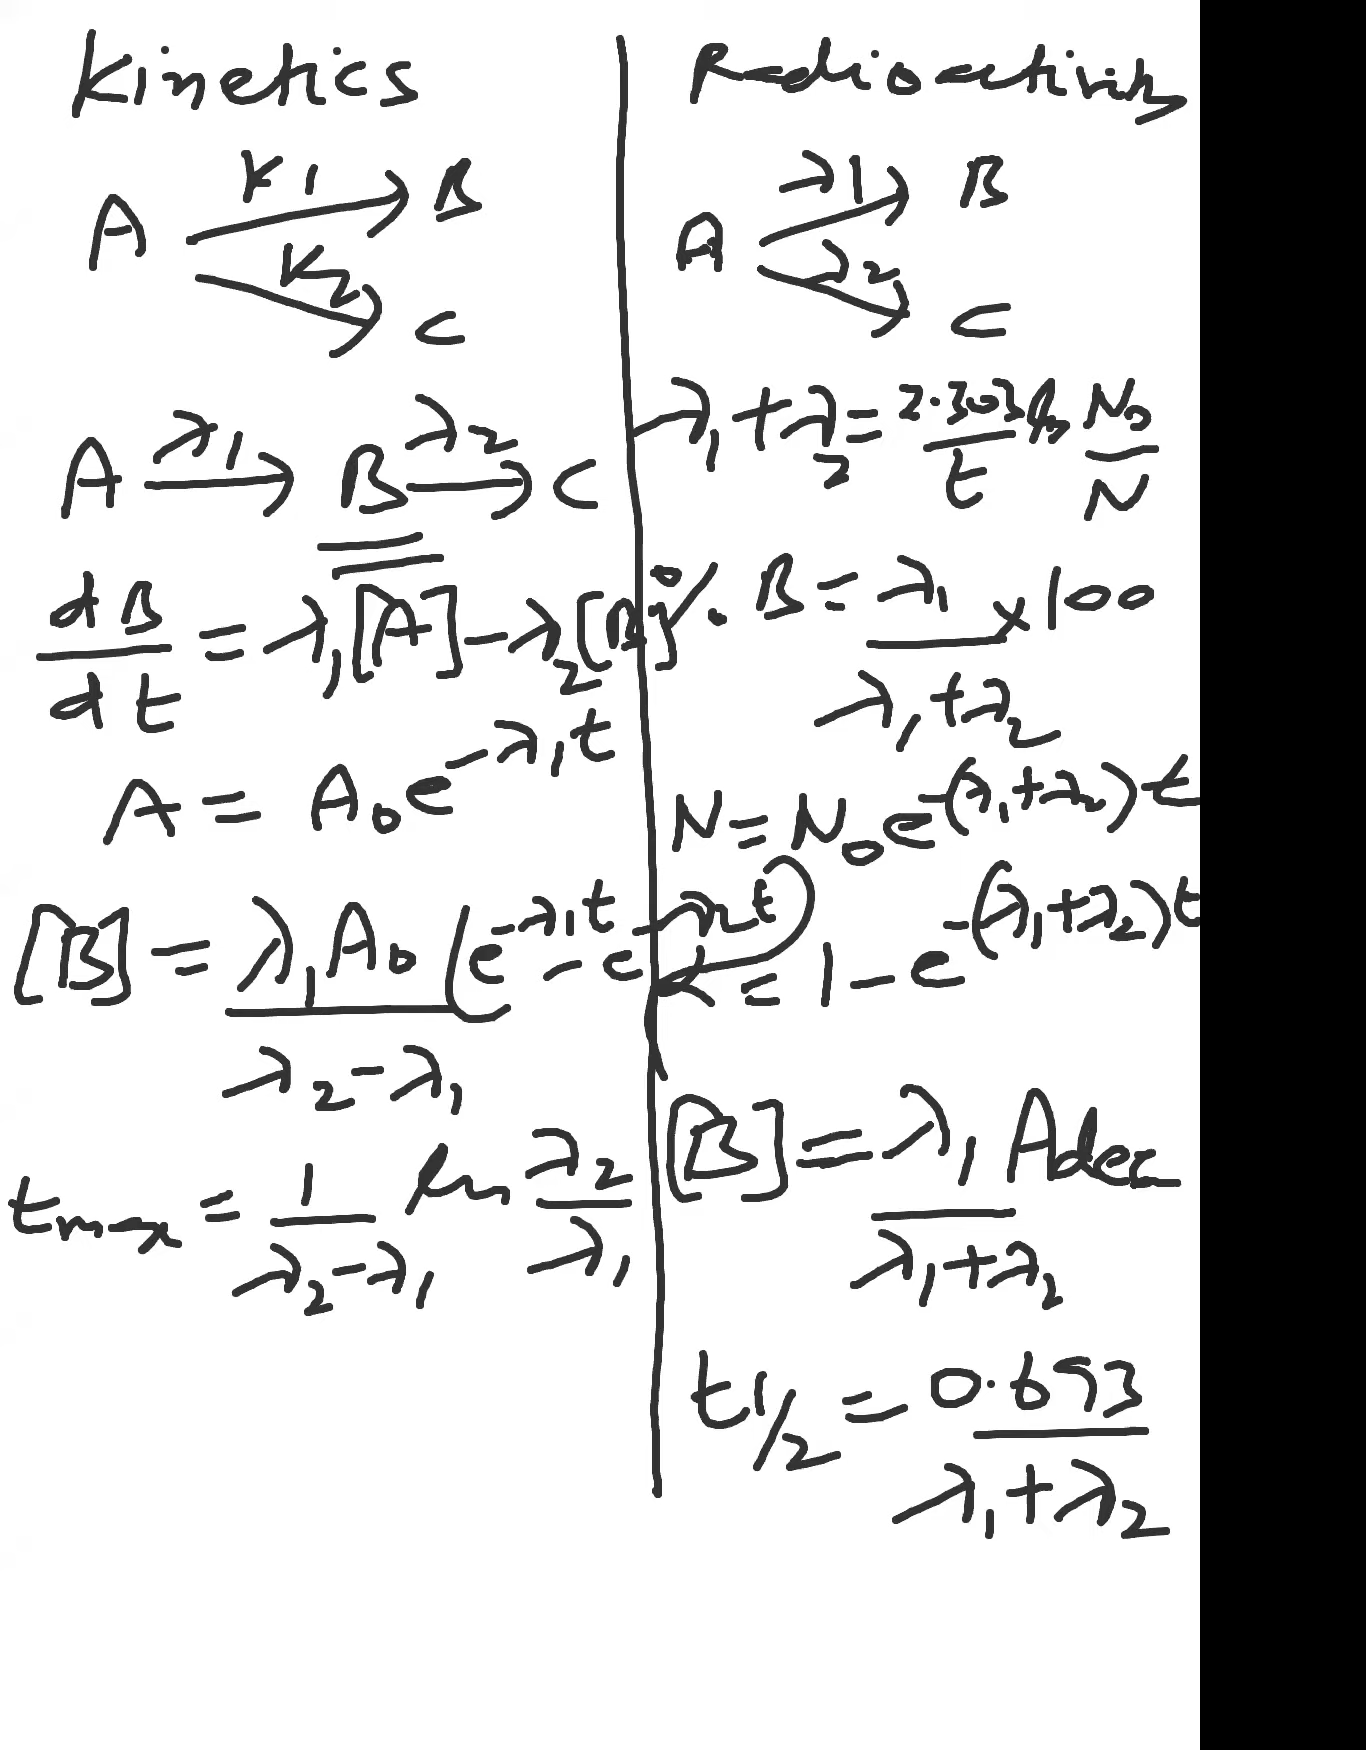 Kinetics
A K1 → B
K2 → C
A λ1 → B λ2 → C
dB/dt = λ1[A] - λ2[B]
A = A0e^-λ1t
[B] = λ1A0(e^-λ1t - e^-λ2t)/λ2-λ1
tmax = 1/λ2-λ1 ln λ2/λ1
Radioactivity
A λ1 → B
λ2 → C
λ1+λ2 = 2.303/t log N0/N
% B = λ1/λ1+λ2 x100
N = N0e^-(λ1+λ2)t
α = 1 - e^-(λ1+λ2)t
[B] = λ1 Adec/λ1+λ2
t1/2 = 0.693/λ1+λ2